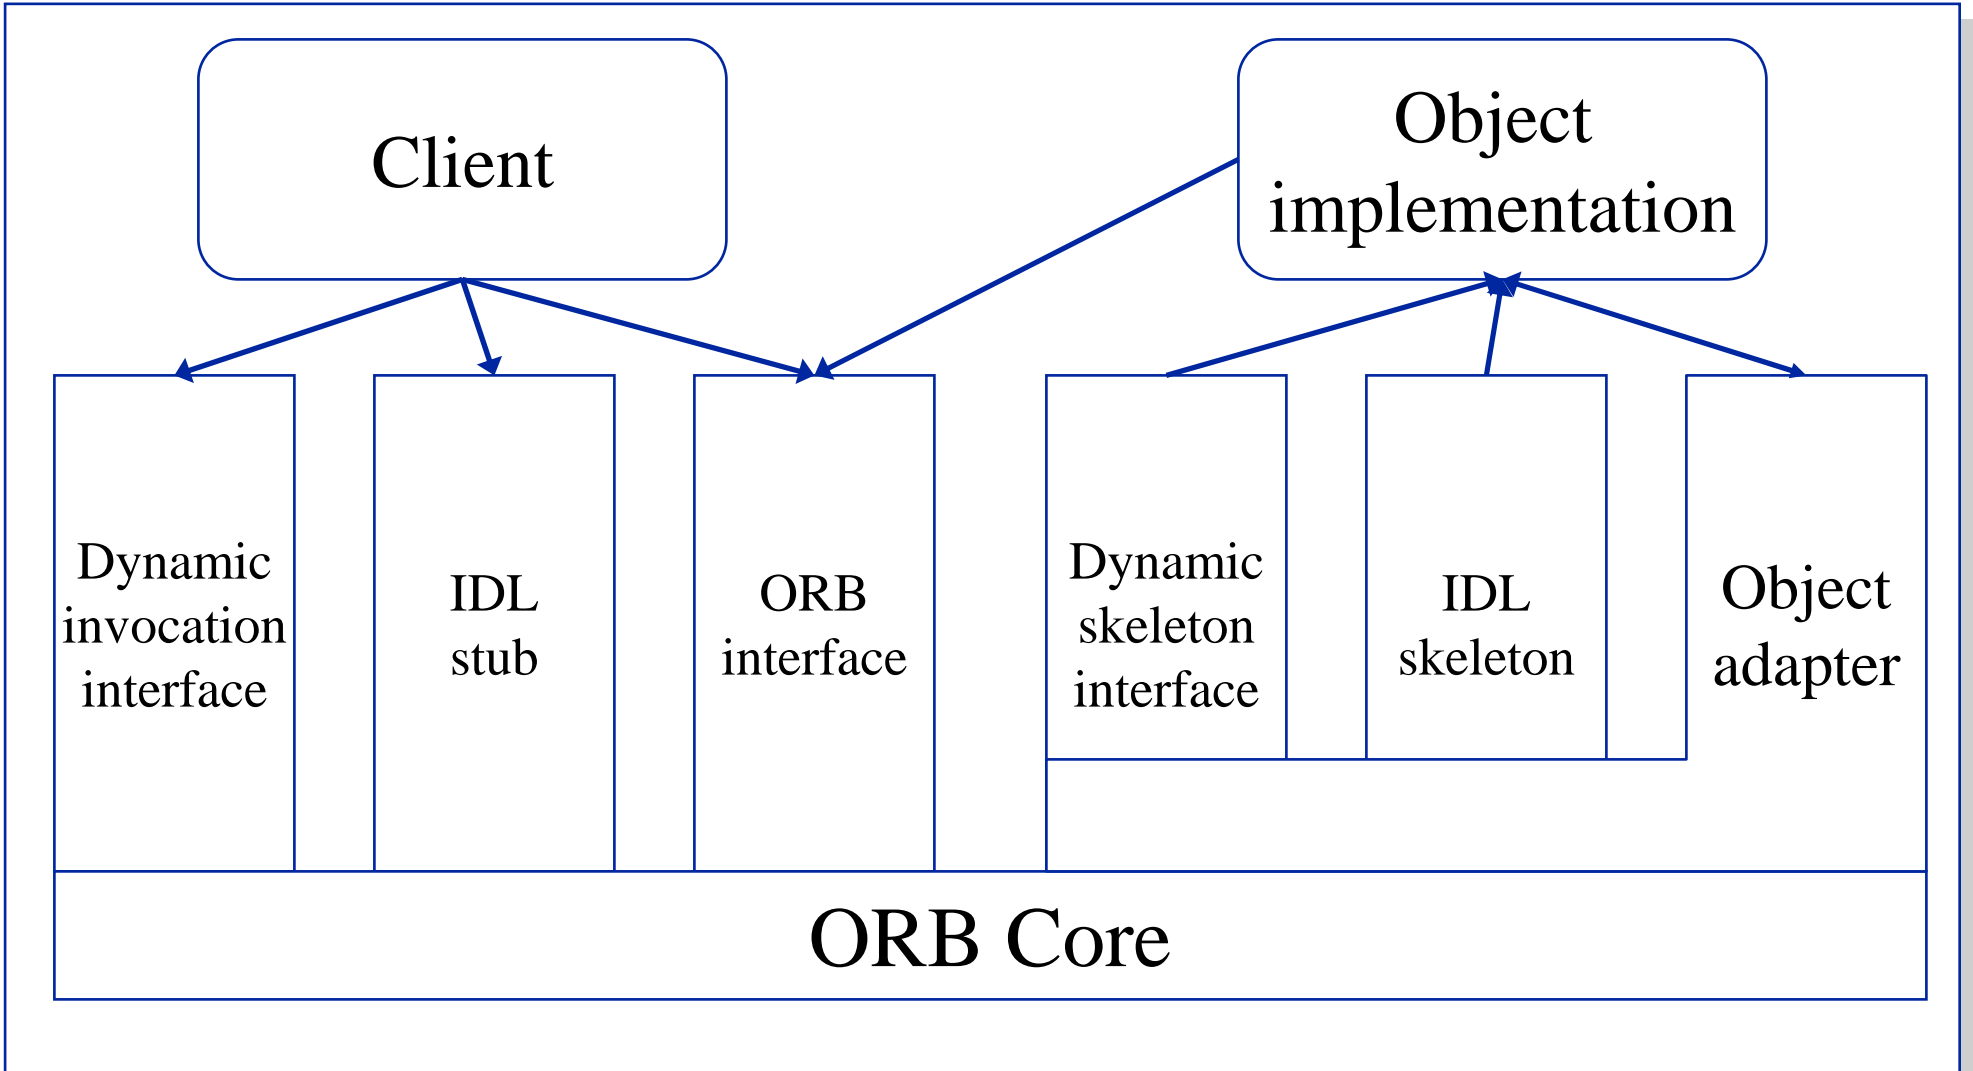 Client
Object
implementation
Dynamic
invocation
interface
IDL
stub
ORB
interface
Dynamic
skeleton
interface
IDL
skeleton
Object
adapter
ORB Core